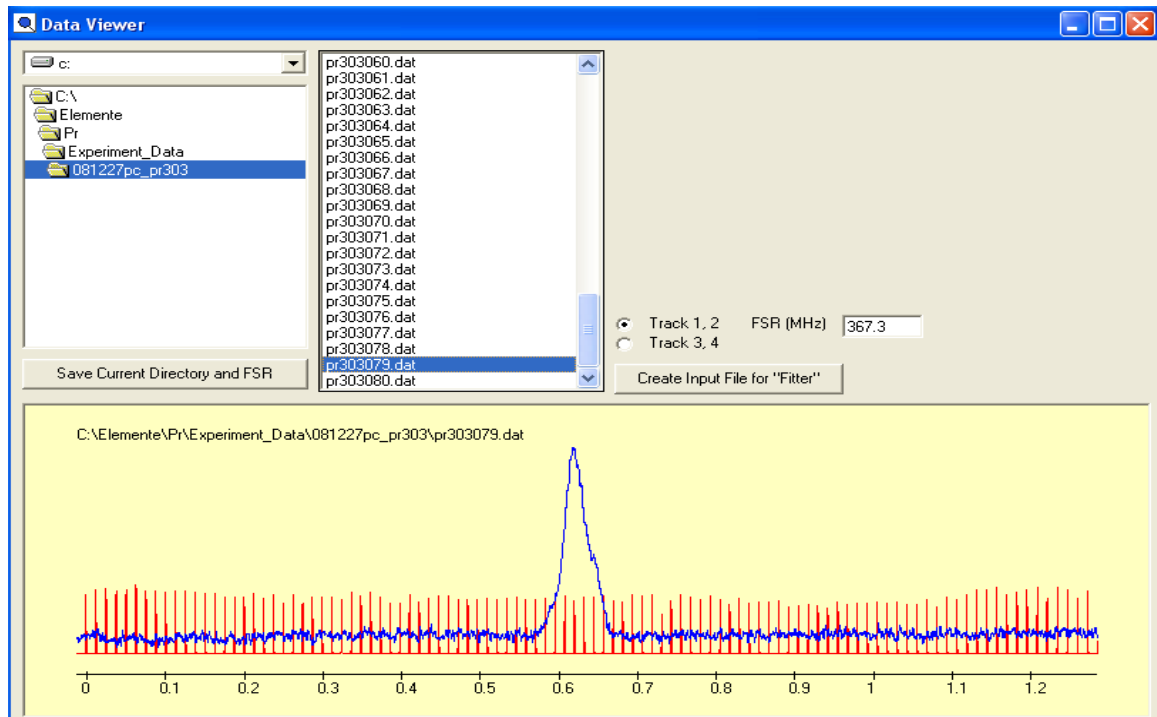 Data Viewer
c:
C:\
Elemente
Pr
Experiment_Data
081227pc_pr303
Save Current Directory and FSR
pr303060.dat
pr303061.dat
pr303062.dat
pr303063.dat
pr303064.dat
pr303065.dat
pr303066.dat
pr303067.dat
pr303068.dat
pr303069.dat
pr303070.dat
pr303071.dat
pr303072.dat
pr303073.dat
pr303074.dat
pr303075.dat
pr303076.dat
pr303077.dat
pr303078.dat
pr303079.dat
pr303080.dat
Track 1, 2 FSR (MHz) 367.3
Track 3, 4
Create Input File for "Fitter"
C:\Elemente\Pr\Experiment_Data\081227pc_pr303\pr303079.dat
0 0.1 0.2 0.3 0.4 0.5 0.6 0.7 0.8 0.9 1 1.1 1.2